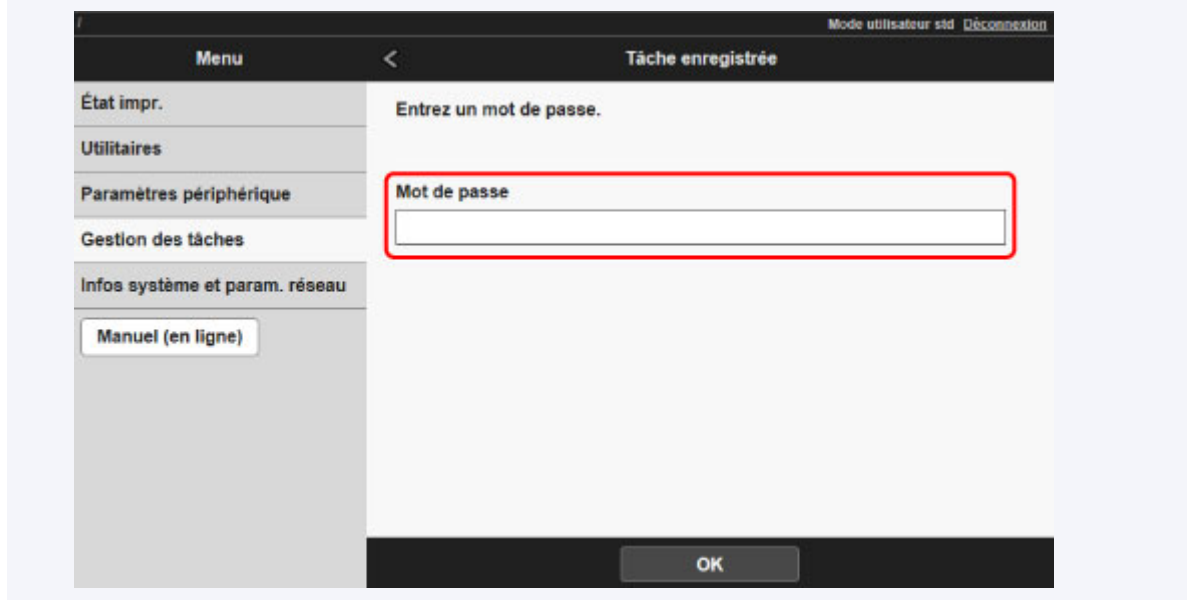 /
Mode utilisateur std Déconnexion
Menu
< Tâche enregistrée
État impr.
Utilitaires
Paramètres périphérique
Gestion des tâches
Infos système et param. réseau
Manuel (en ligne)
Entrez un mot de passe.
Mot de passe
OK